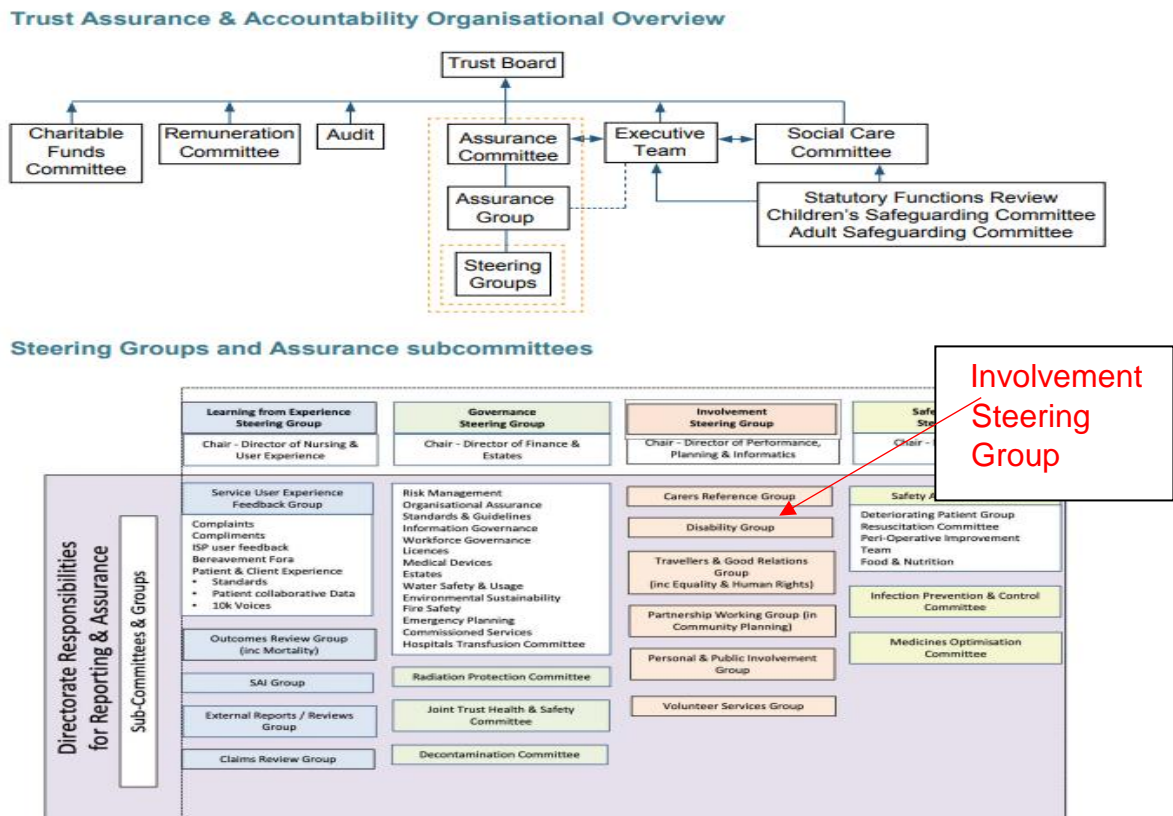 Trust Assurance & Accountability Organisational Overview
Trust Board
Charitable
Funds
Committee
Remuneration
Committee
Audit
Assurance
Committee
Executive
Team
Social Care
Committee
Assurance
Group
Statutory Functions Review
Children's Safeguarding Committee
Adult Safeguarding Committee
Steering
Groups
Steering Groups and Assurance subcommittees
Involvement
Steering
Group
Learning from Experience
Steering Group
Chair - Director of Nursing &
User Experience
Governance
Steering Group
Chair - Director of Finance &
Estates
Involvement
Steering Group
Chair - Director of Performance,
Planning & Informatics
Chair -
Directorate Responsibilities
for Reporting & Assurance
Sub-Committees & Groups
Service User Experience
Feedback Group
Complaints
Compliments
ISP user feedback
Bereavement Fora
Patient & Client Experience
• Standards
• Patient collaborative Data
• 10k Voices
Outcomes Review Group
(inc Mortality)
SAI Group
External Reports / Reviews
Group
Claims Review Group
Risk Management
Organisational Assurance
Standards & Guidelines
Information Governance
Workforce Governance
Licences
Medical Devices
Estates
Water Safety & Usage
Environmental Sustainability
Fire Safety
Emergency Planning
Commissioned Services
Hospitals Transfusion Committee
Radiation Protection Committee
Joint Trust Health & Safety
Committee
Decontamination Committee
Carers Reference Group
Disability Group
Travellers & Good Relations
Group
(inc Equality & Human Rights)
Partnership Working Group (in
Community Planning)
Personal & Public Involvement
Group
Volunteer Services Group
Safety
Deteriorating Patient Group
Resuscitation Committee
Peri-Operative Improvement
Team
Food & Nutrition
Infection Prevention & Control
Committee
Medicines Optimisation
Committee